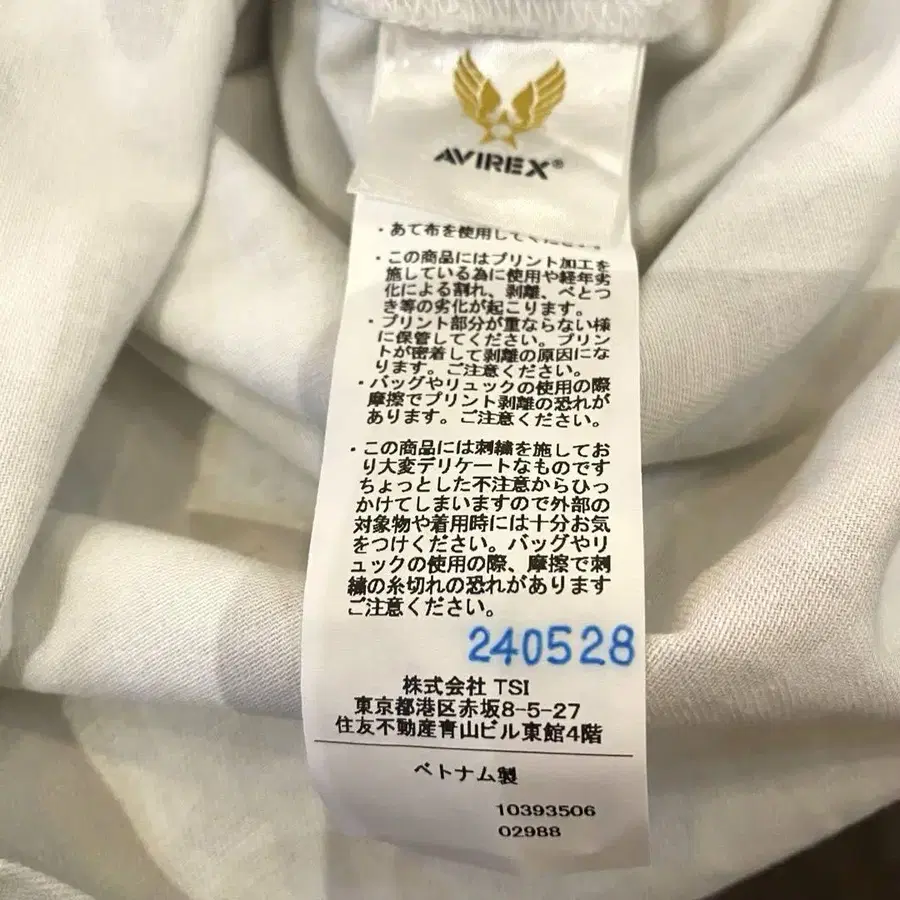 AVIREX®
・あて布を使用してください。
・この商品にはプリント加工を
施している為に使用や経年劣
化による割れ、剥離、べとつ
き等の劣化が起こります。
・プリント部分が重ならない様
に保管してください。プリン
トが密着して剥離の原因にな
ります。ご注意ください。
・バッグやリュックの使用の際
摩擦でプリント剥離の恐れが
あります。ご注意ください。
・この商品には刺繍を施してお
り大変デリケートなものです
ちょっとした不注意からひっ
かけてしまいますので外部の
対象物や着用時には十分お気
をつけください。バッグやリ
ュックの使用の際、摩擦で刺
繍の糸切れの恐れがあります
ご注意ください。
240528
株式会社 TSI
東京都港区赤坂8-5-27
住友不動産青山ビル東館4階
ベトナム製
10393506
02988